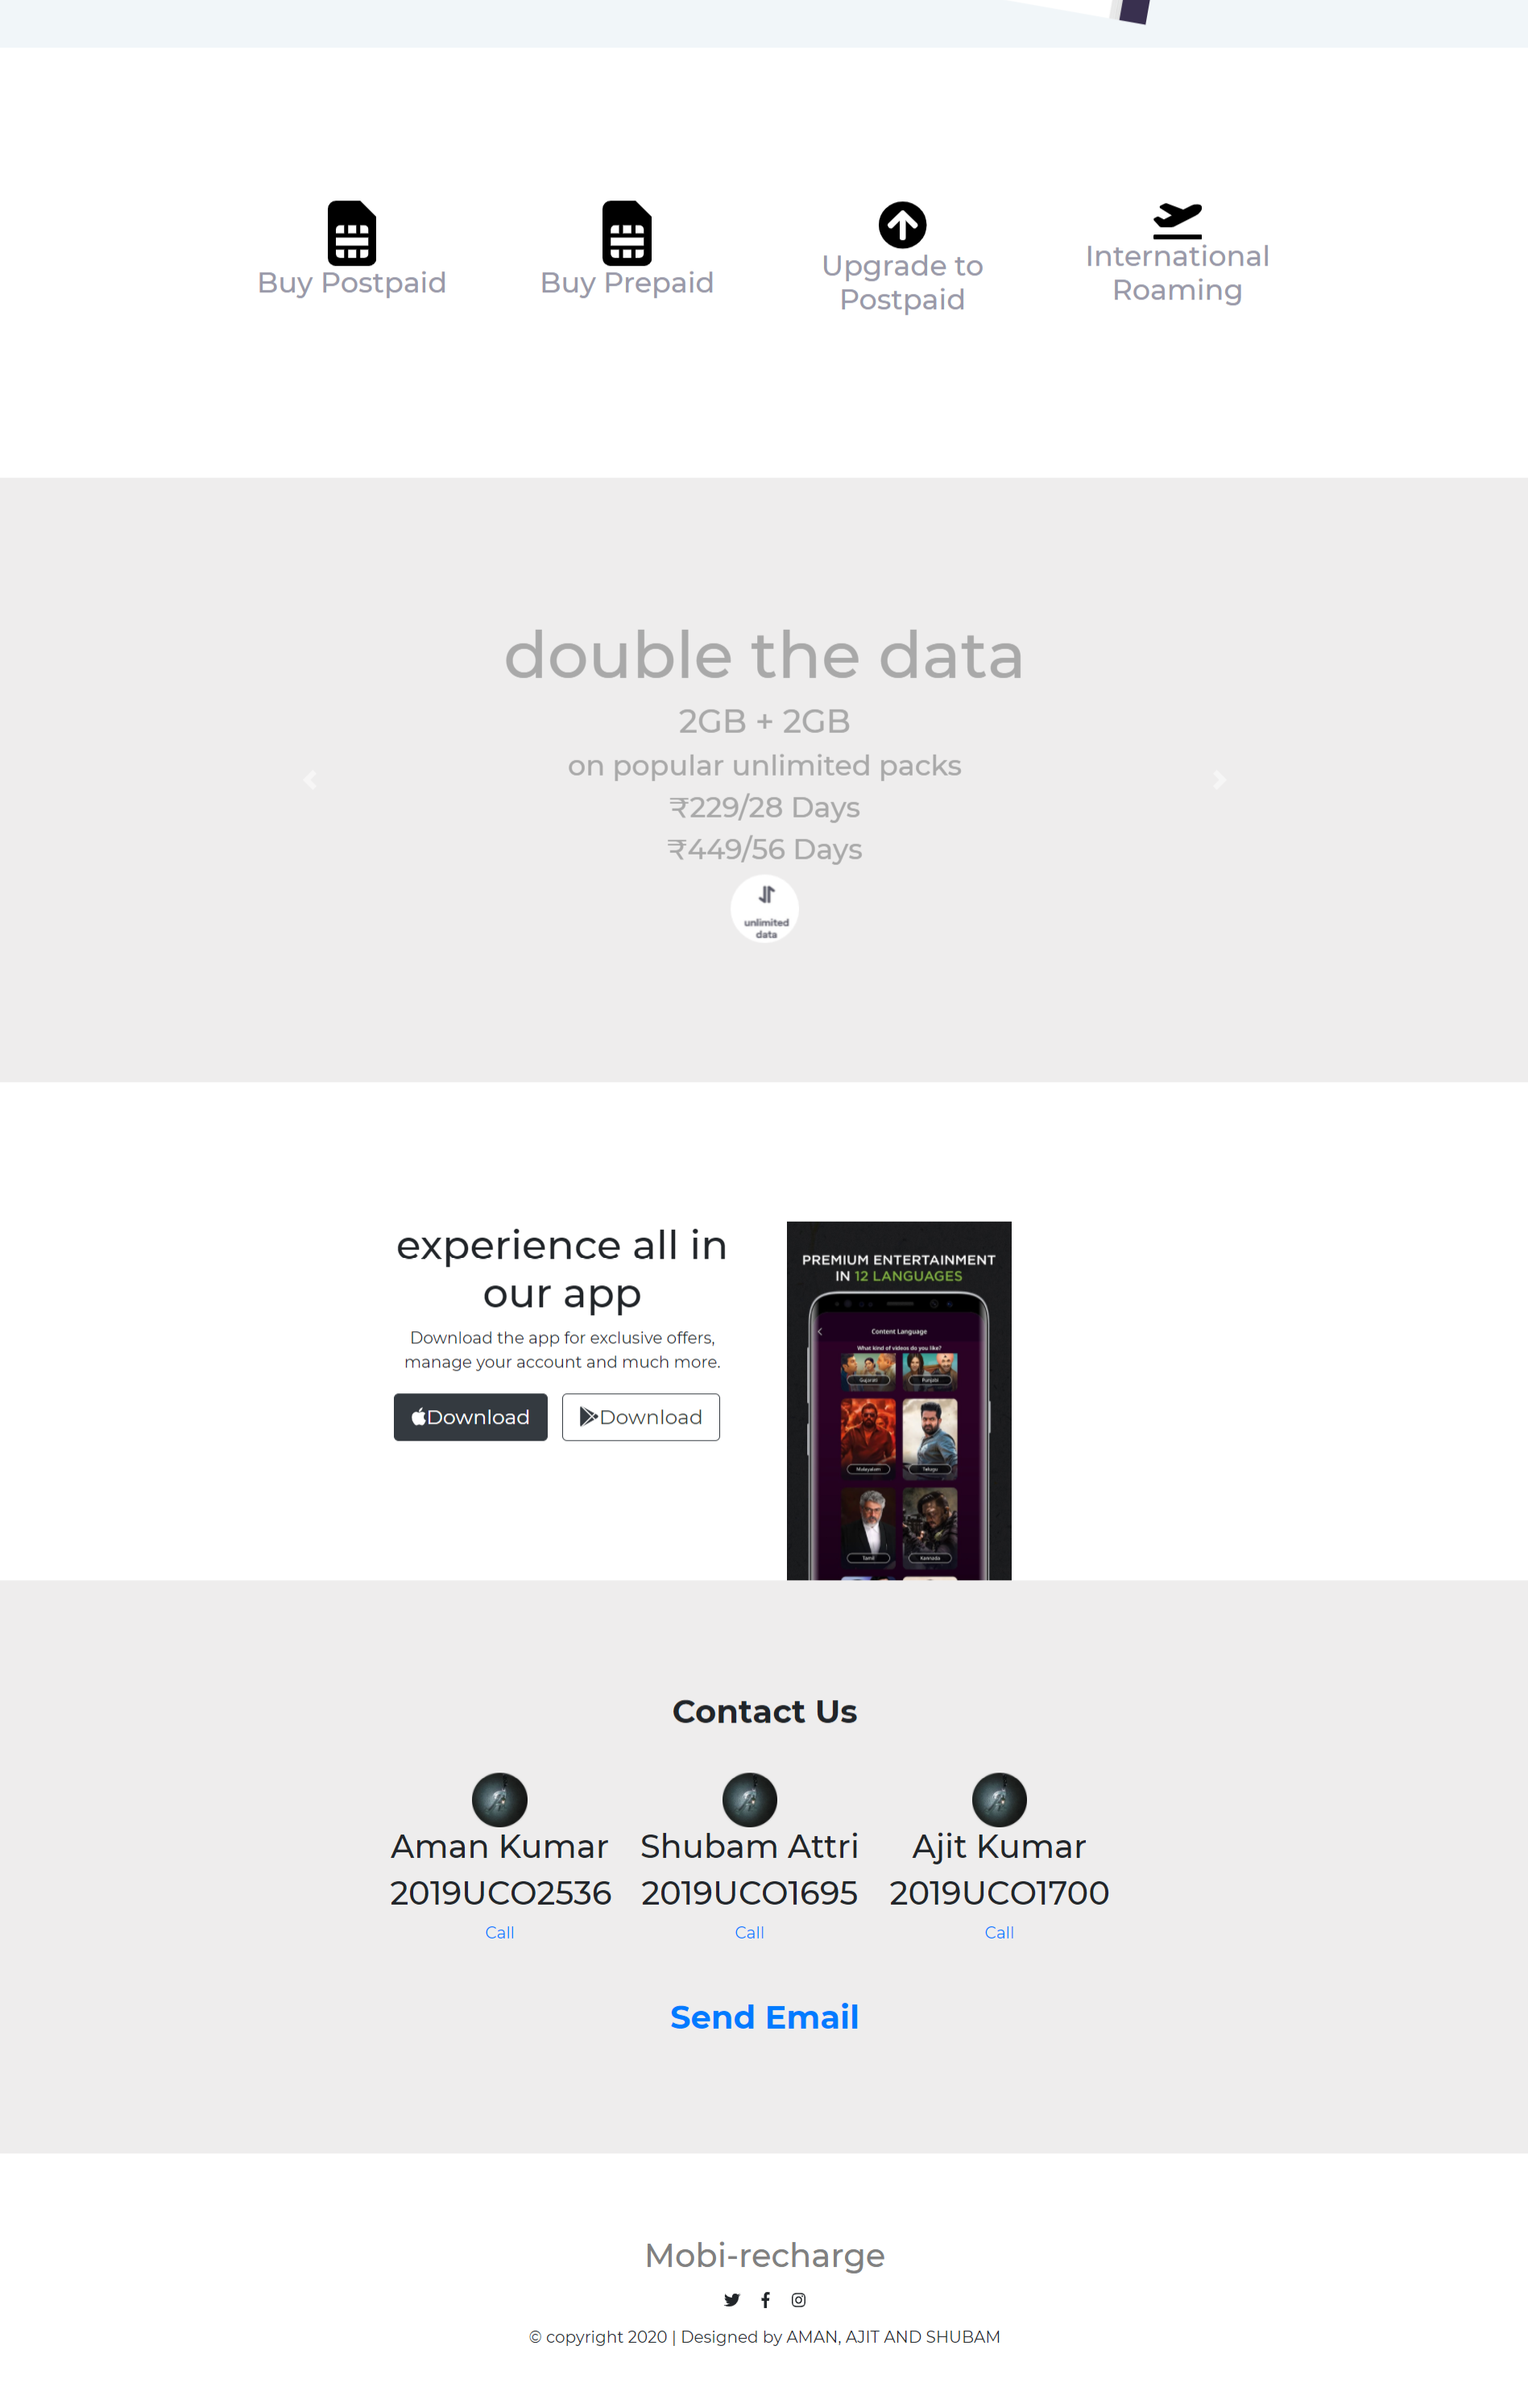 Buy Postpaid
Buy Prepaid
Upgrade to
Postpaid
International
Roaming
double the data
2GB + 2GB
on popular unlimited packs
₹229/28 Days
₹449/56 Days
unlimited
data
experience all in
our app
Download the app for exclusive offers,
manage your account and much more.
Download
Download
PREMIUM ENTERTAINMENT
IN 12 LANGUAGES
Content Language
What kind of videos do you like?
Gujarati
Punjabi
Malayalam
Telugu
Tamil
Kannada
Contact Us
Aman Kumar
2019UCO2536
Call
Shubam Attri
2019UCO1695
Call
Ajit Kumar
2019UCO1700
Call
Send Email
Mobi-recharge
© copyright 2020 | Designed by AMAN, AJIT AND SHUBAM